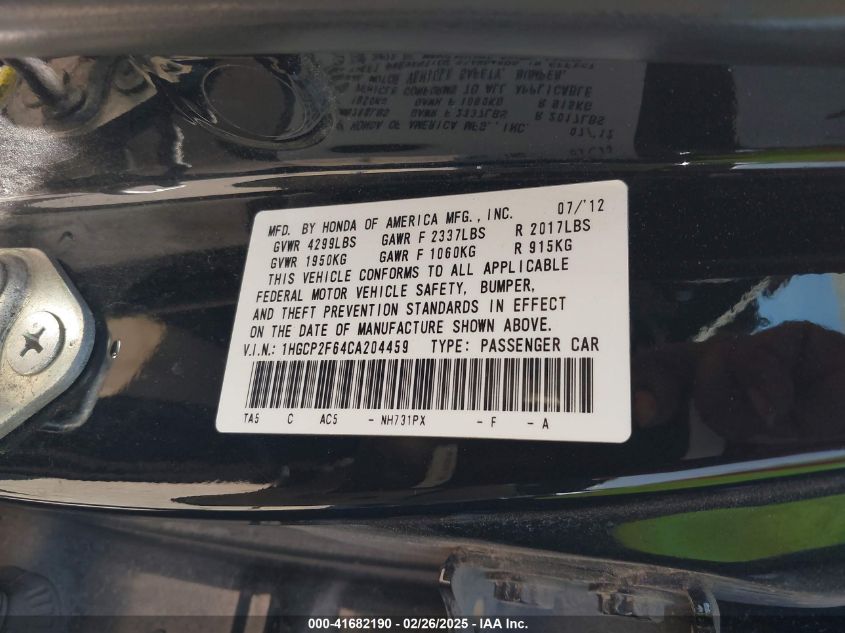 MFD. BY HONDA OF AMERICA MFG., INC. 07/'12
GVWR 4299LBS GAWR F 2337LBS R 2017LBS
GVWR 1950KG GAWR F 1060KG R 915KG
THIS VEHICLE CONFORMS TO ALL APPLICABLE
FEDERAL MOTOR VEHICLE SAFETY, BUMPER,
AND THEFT PREVENTION STANDARDS IN EFFECT
ON THE DATE OF MANUFACTURE SHOWN ABOVE.
V.I.N.: 1HGCP2F64CA204459 TYPE: PASSENGER CAR
TA5 C AC5 - NH731PX - F - A
000-41682190 - 02/26/2025 - IAA Inc.